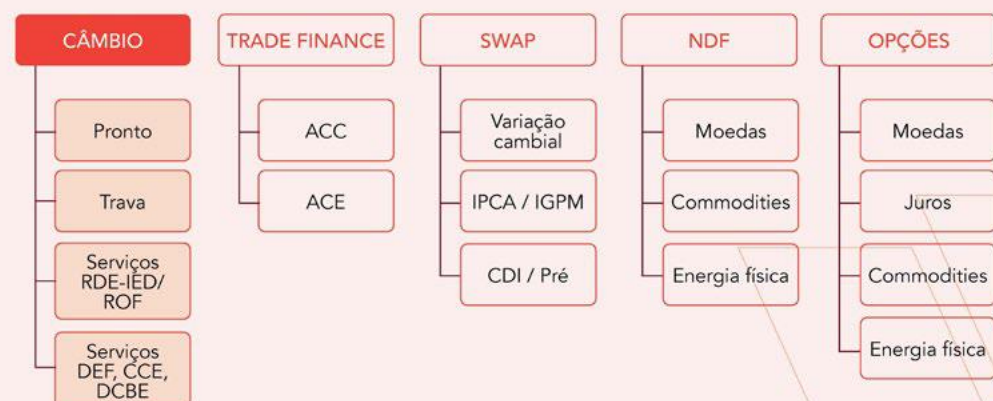 CÂMBIO
Pronto
Trava
Serviços
RDE-IED/
ROF
Serviços
DEF, CCE,
DCBE
TRADE FINANCE
ACC
ACE
SWAP
Variação
cambial
IPCA / IGPM
CDI / Pré
NDF
Moedas
Commodities
Energia física
OPÇÕES
Moedas
Juros
Commodities
Energia física